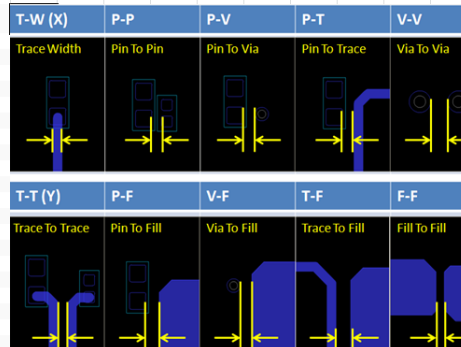 T-W (X) P-P P-V P-T V-V
Trace Width Pin To Pin Pin To Via Pin To Trace Via To Via
T-T (Y) P-F V-F T-F F-F
Trace To Trace Pin To Fill Via To Fill Trace To Fill Fill To Fill